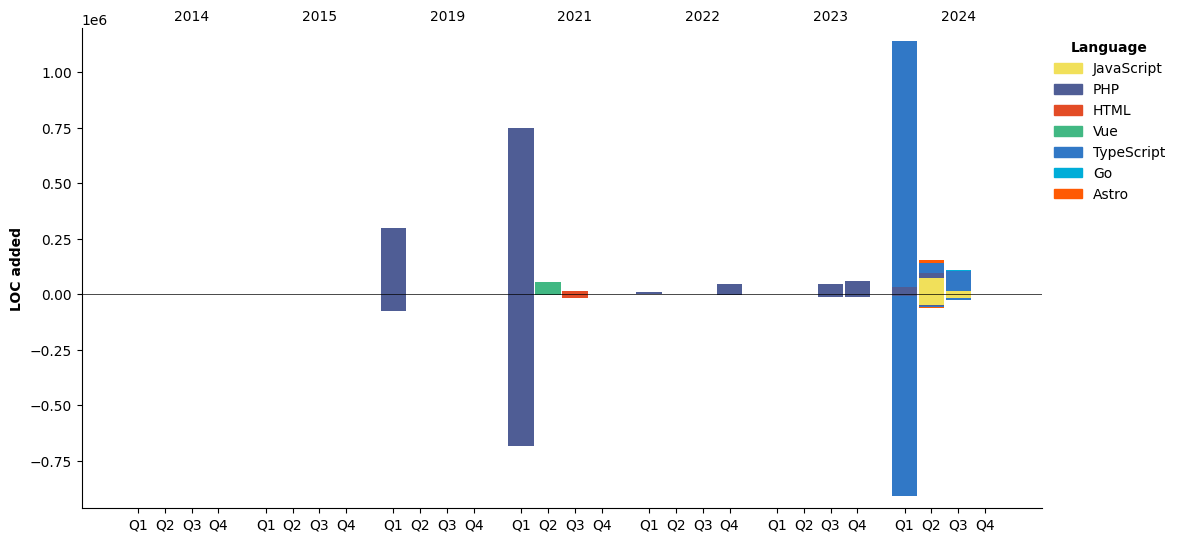 1e6
2014 2015 2019 2021 2022 2023 2024
Language
JavaScript
PHP
HTML
Vue
TypeScript
Go
Astro
LOC added
1.00
0.75
0.50
0.25
0.00
−0.25
−0.50
−0.75
Q1 Q2 Q3 Q4 Q1 Q2 Q3 Q4 Q1 Q2 Q3 Q4 Q1 Q2 Q3 Q4 Q1 Q2 Q3 Q4 Q1 Q2 Q3 Q4 Q1 Q2 Q3 Q4